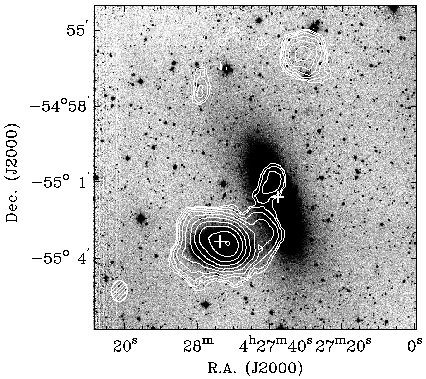 55′
−54°58
−55° 1
−55° 4′
Dec. (J2000)
20ˢ 28ᵐ 4ʰ27ᵐ40ˢ 27ᵐ20ˢ 0ˢ
R.A. (J2000)